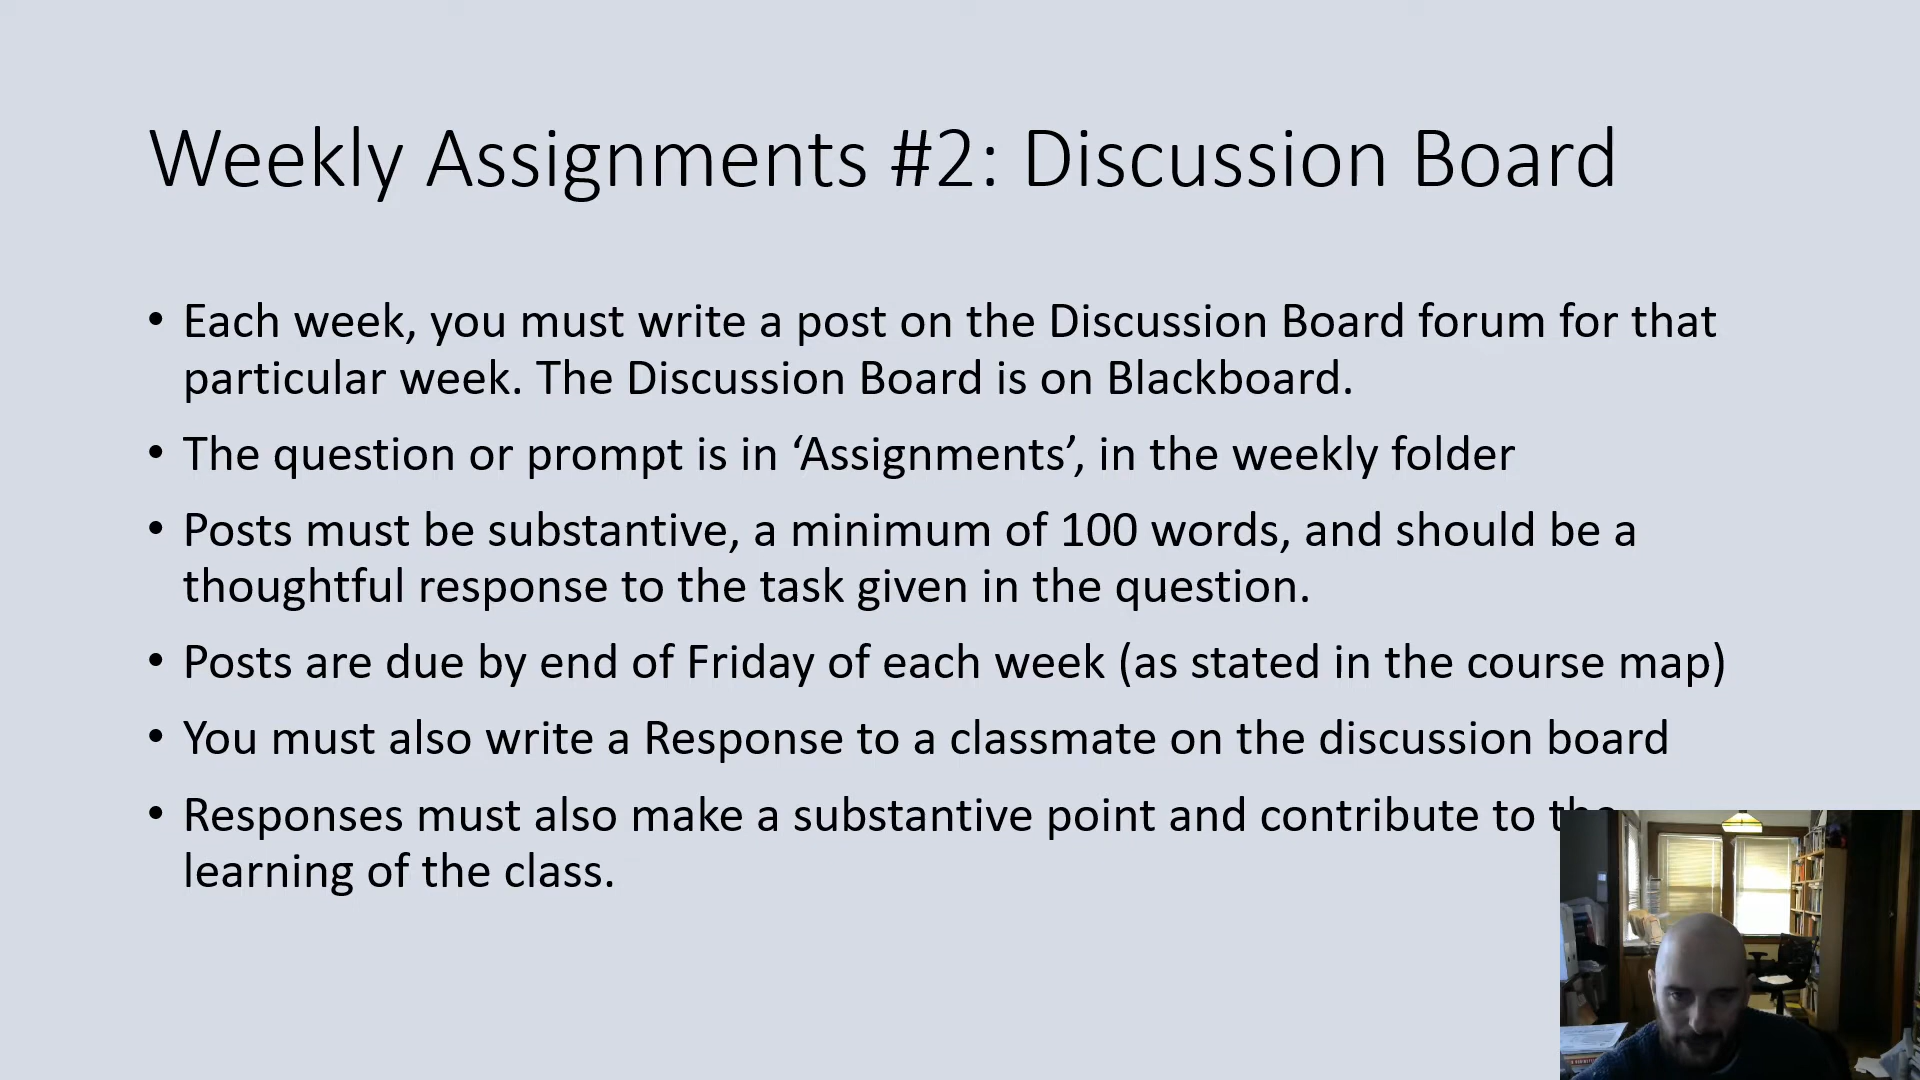 Weekly Assignments #2: Discussion Board
• Each week, you must write a post on the Discussion Board forum for that
particular week. The Discussion Board is on Blackboard.
• The question or prompt is in ‘Assignments’, in the weekly folder
• Posts must be substantive, a minimum of 100 words, and should be a
thoughtful response to the task given in the question.
• Posts are due by end of Friday of each week (as stated in the course map)
• You must also write a Response to a classmate on the discussion board
• Responses must also make a substantive point and contribute to the
learning of the class.